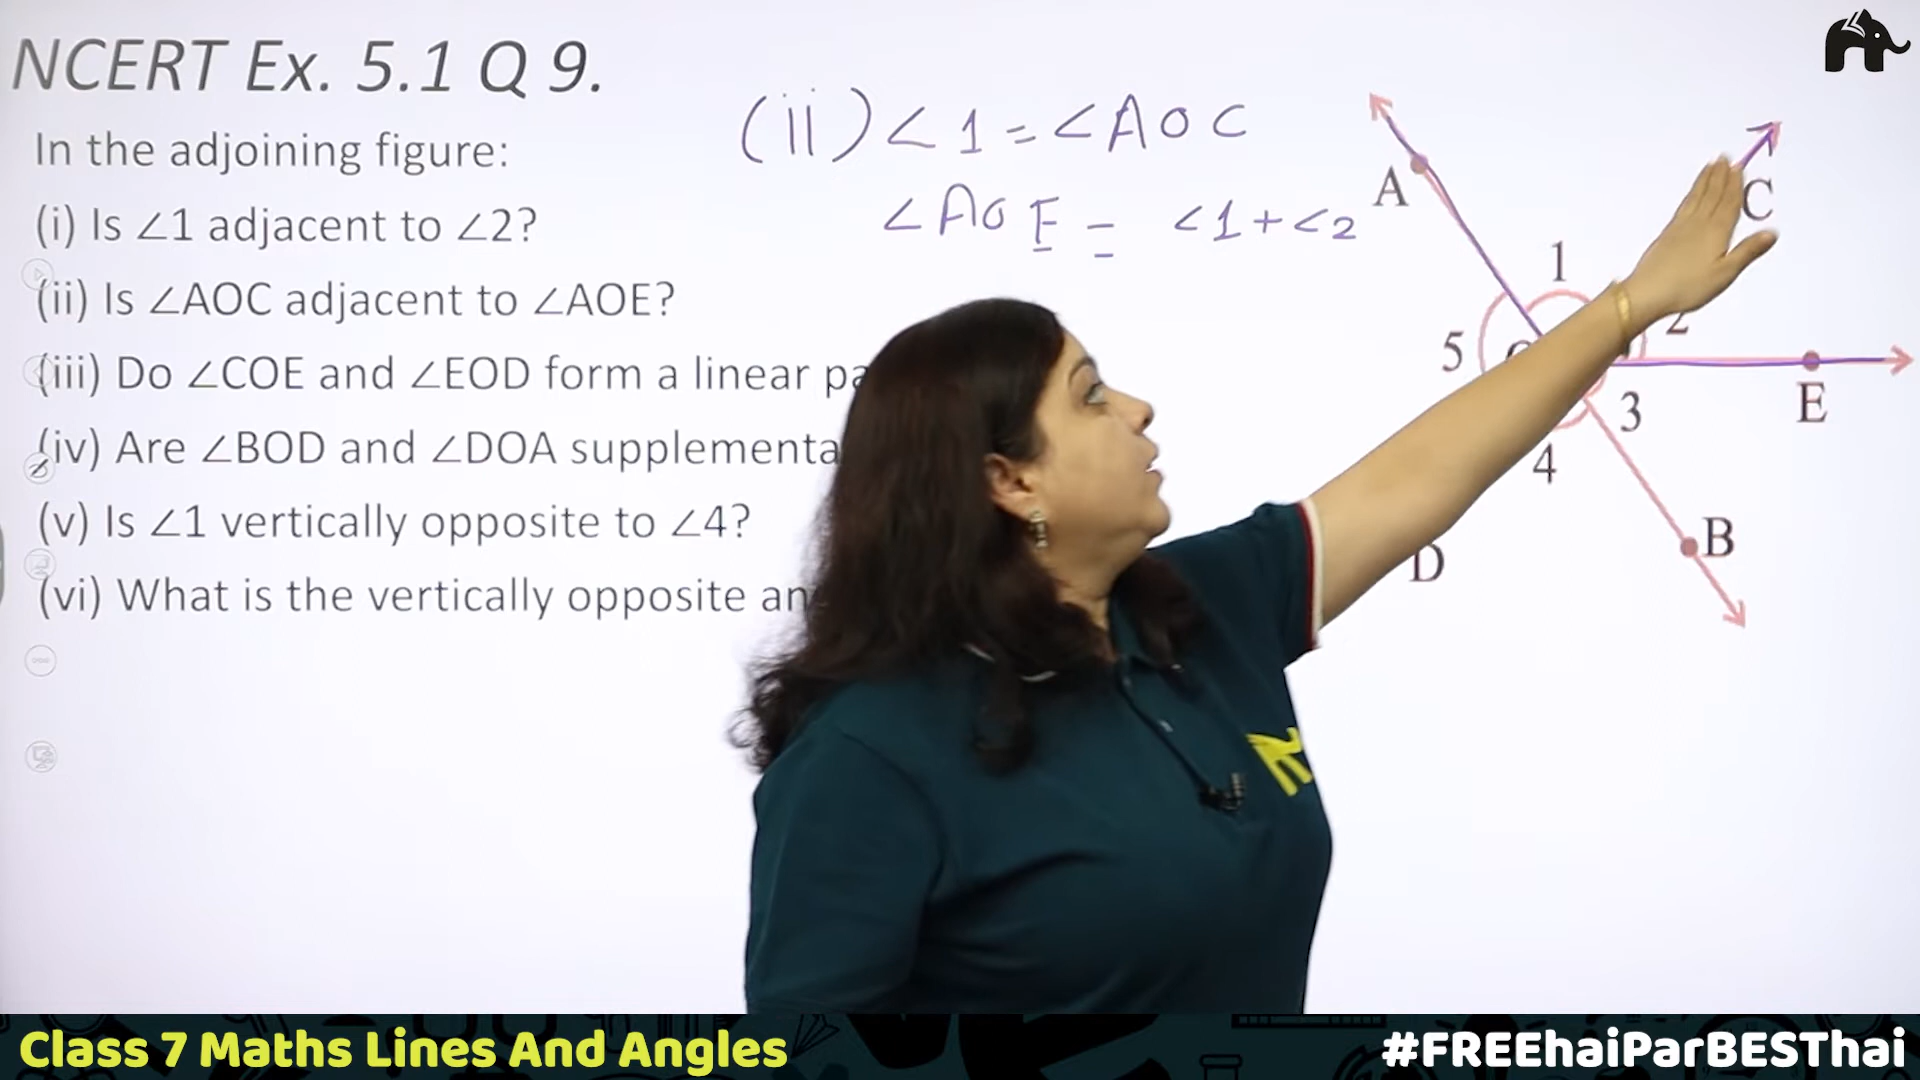 NCERT Ex. 5.1 Q 9.
In the adjoining figure:
(i) Is ∠1 adjacent to ∠2?
(ii) Is ∠AOC adjacent to ∠AOE?
(iii) Do ∠COE and ∠EOD form a linear
(iv) Are ∠BOD and ∠DOA
(v) Is ∠1 vertically opposite to ∠4?
(vi) What is the vertically opposite
(ii) ∠1 = ∠AOC
∠AOE = ∠1 + ∠2
A
C
1
2
5
E
3
4
B
D
Class 7 Maths Lines And Angles
#FREEhaiParBESThai